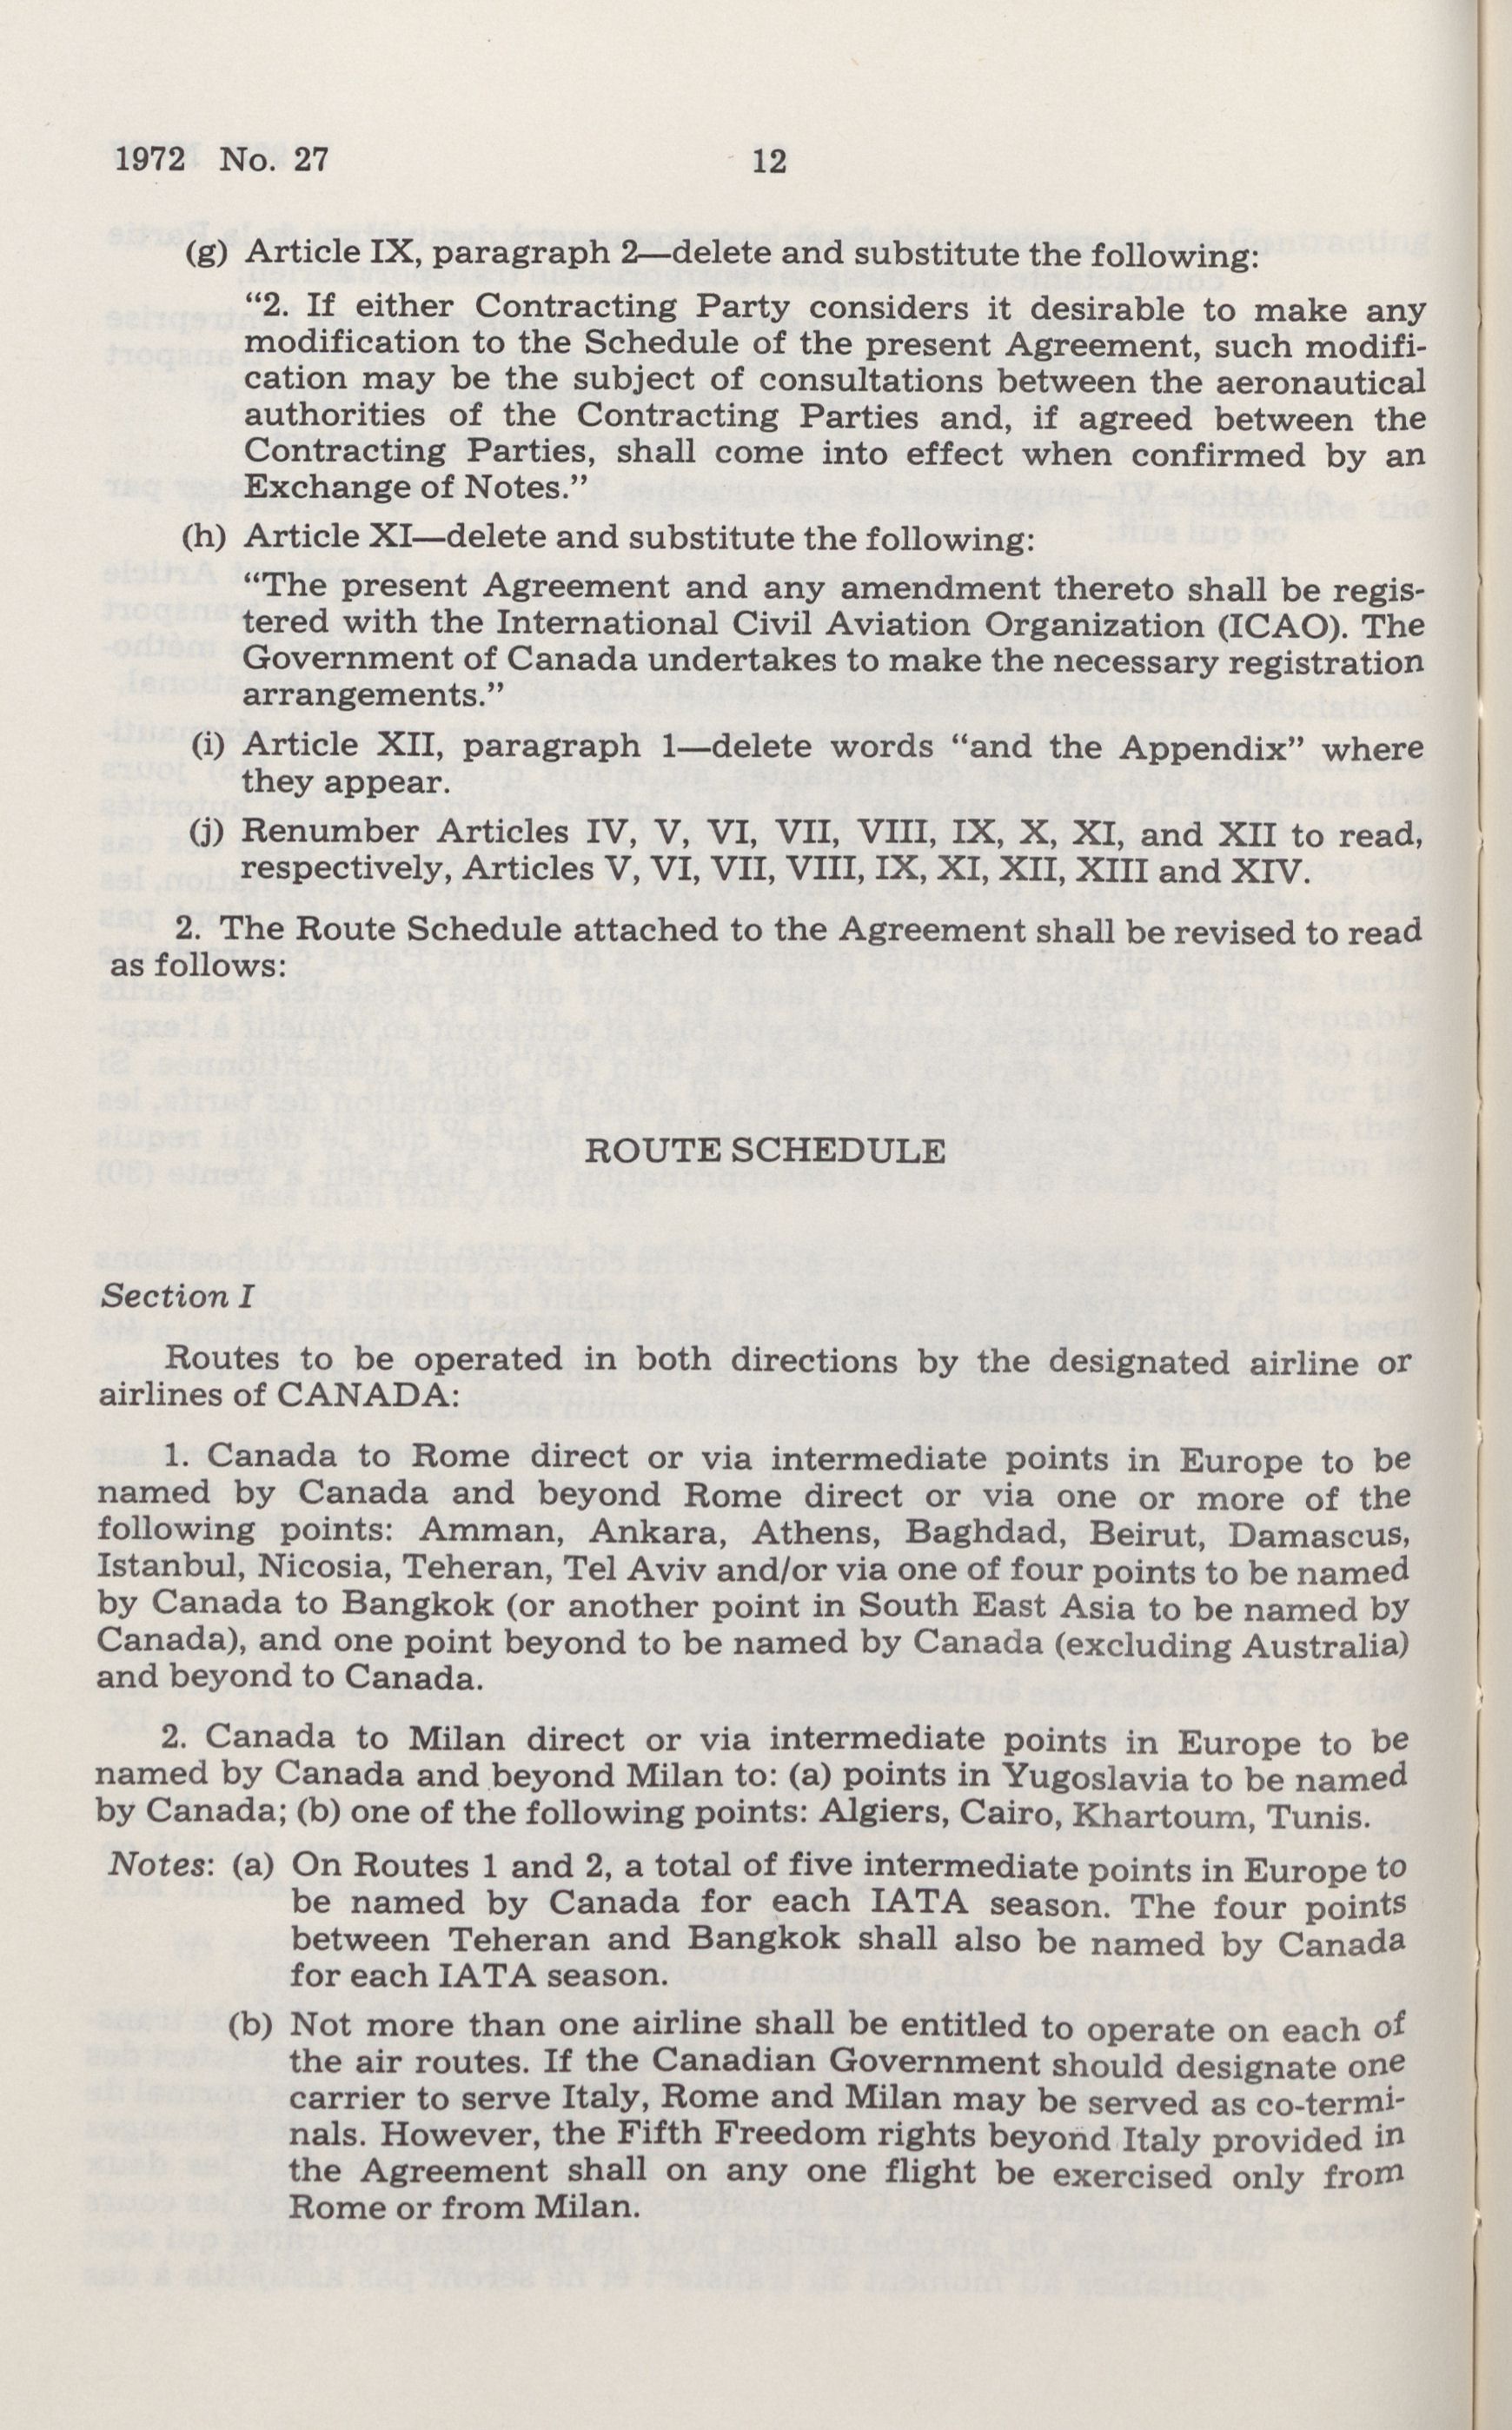 1972 No. 27
12
(g) Article IX, paragraph 2—delete and substitute the following:
“2. If either Contracting Party considers it desirable to make any
modification to the Schedule of the present Agreement, such modifi-
cation may be the subject of consultations between the aeronautical
authorities of the Contracting Parties and, if agreed between the
Contracting Parties, shall come into effect when confirmed by an
Exchange of Notes.”
(h) Article XI—delete and substitute the following:
“The present Agreement and any amendment thereto shall be regis-
tered with the International Civil Aviation Organization (ICAO). The
Government of Canada undertakes to make the necessary registration
arrangements.”
(i) Article XII, paragraph 1—delete words “and the Appendix” where
they appear.
(j) Renumber Articles IV, V, VI, VII, VIII, IX, X, XI, and XII to read,
respectively, Articles V, VI, VII, VIII, IX, XI, XII, XIII and XIV.
2. The Route Schedule attached to the Agreement shall be revised to read
as follows:
ROUTE SCHEDULE
Section I
Routes to be operated in both directions by the designated airline or
airlines of CANADA:
1. Canada to Rome direct or via intermediate points in Europe to be
named by Canada and beyond Rome direct or via one or more of the
following points: Amman, Ankara, Athens, Baghdad, Beirut, Damascus,
Istanbul, Nicosia, Teheran, Tel Aviv and/or via one of four points to be named
by Canada to Bangkok (or another point in South East Asia to be named by
Canada), and one point beyond to be named by Canada (excluding Australia)
and beyond to Canada.
2. Canada to Milan direct or via intermediate points in Europe to be
named by Canada and beyond Milan to: (a) points in Yugoslavia to be named
by Canada; (b) one of the following points: Algiers, Cairo, Khartoum, Tunis.
Notes: (a) On Routes 1 and 2, a total of five intermediate points in Europe to
be named by Canada for each IATA season. The four points
between Teheran and Bangkok shall also be named by Canada
for each IATA season.
(b) Not more than one airline shall be entitled to operate on each of
the air routes. If the Canadian Government should designate one
carrier to serve Italy, Rome and Milan may be served as co-termi-
nals. However, the Fifth Freedom rights beyond Italy provided in
the Agreement shall on any one flight be exercised only from
Rome or from Milan.